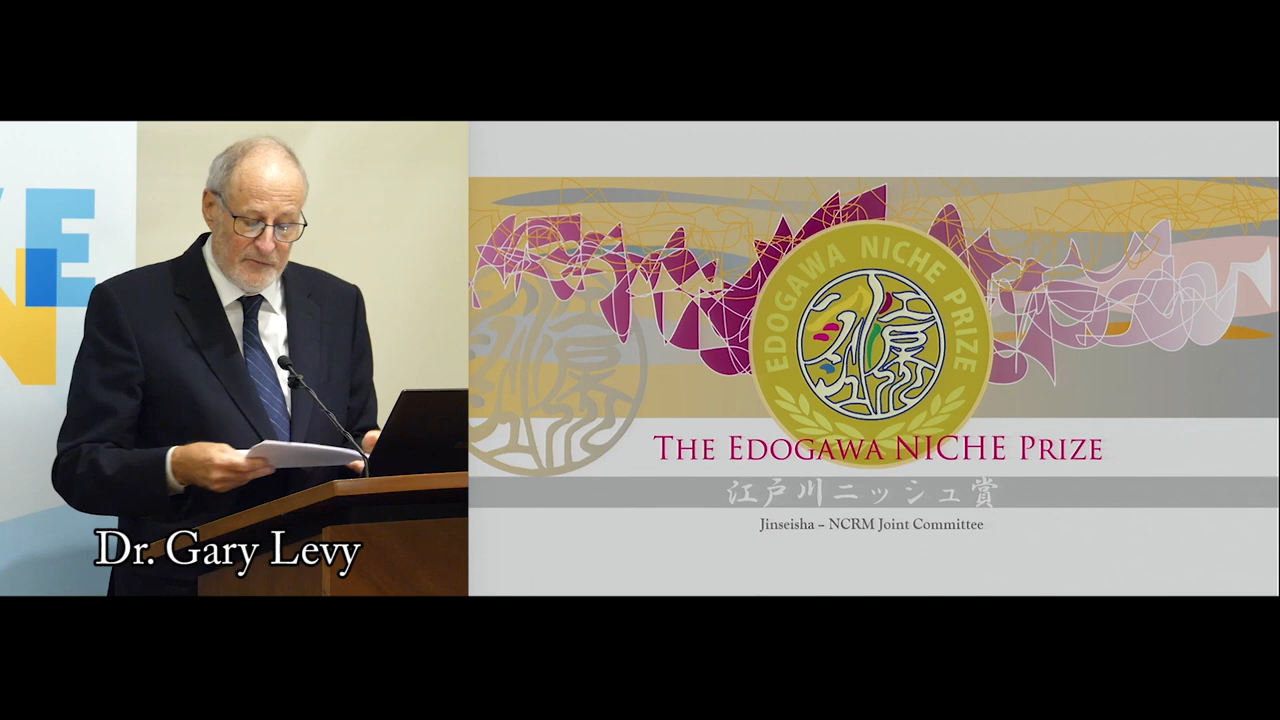 E
N
Dr. Gary Levy
EDOGAWA NICHE PRIZE
THE EDOGAWA NICHE PRIZE
江戸川ニッシュ賞
Jinseisha – NCRM Joint Committee